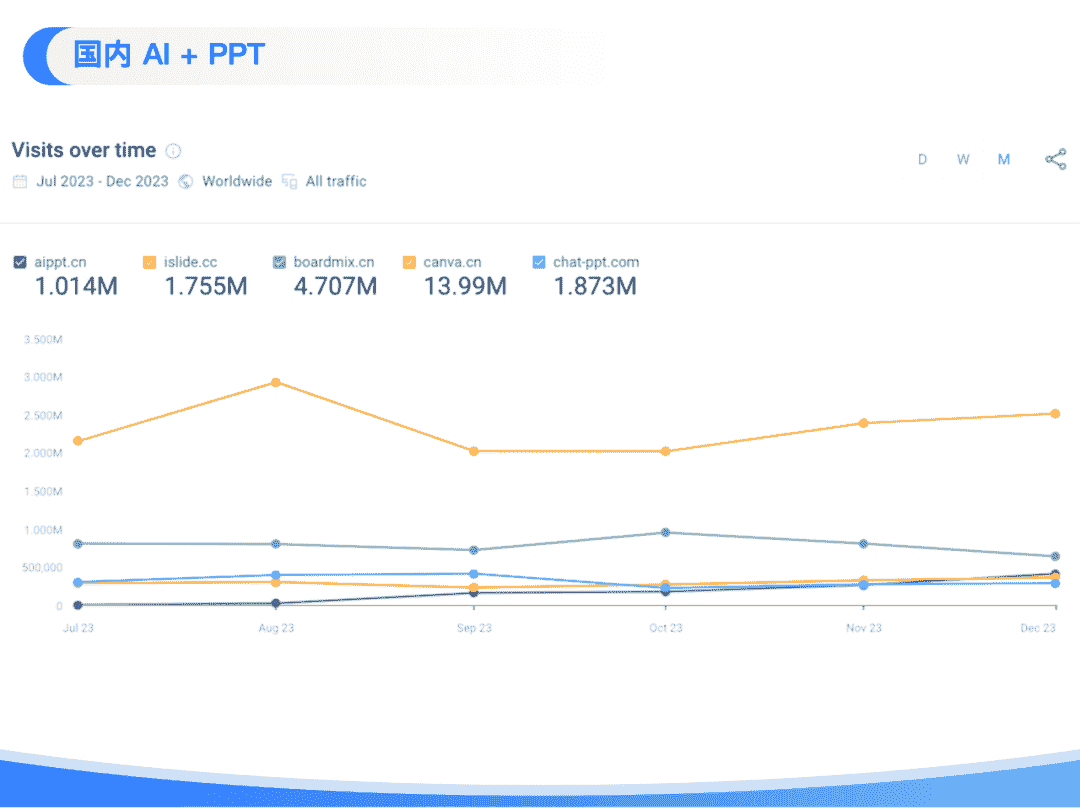 国内 AI + PPT
Visits over time
D W M
Jul 2023 - Dec 2023 Worldwide All traffic
aippt.cn islide.cc boardmix.cn canva.cn chat-ppt.com
1.014M 1.755M 4.707M 13.99M 1.873M
3.500M
3.000M
2.500M
2.000M
1.500M
1.000M
500,000
0
Jul 23 Aug 23 Sep 23 Oct 23 Nov 23 Dec 23